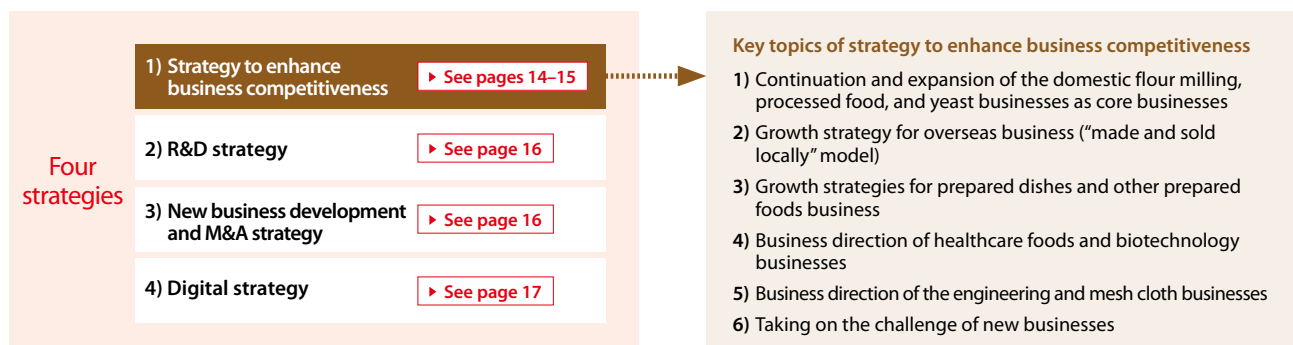 Four
strategies
1) Strategy to enhance
business competitiveness
▶ See pages 14–15
2) R&D strategy
▶ See page 16
3) New business development
and M&A strategy
▶ See page 16
4) Digital strategy
▶ See page 17
Key topics of strategy to enhance business competitiveness
1) Continuation and expansion of the domestic flour milling,
processed food, and yeast businesses as core businesses
2) Growth strategy for overseas business (“made and sold
locally” model)
3) Growth strategies for prepared dishes and other prepared
foods business
4) Business direction of healthcare foods and biotechnology
businesses
5) Business direction of the engineering and mesh cloth businesses
6) Taking on the challenge of new businesses